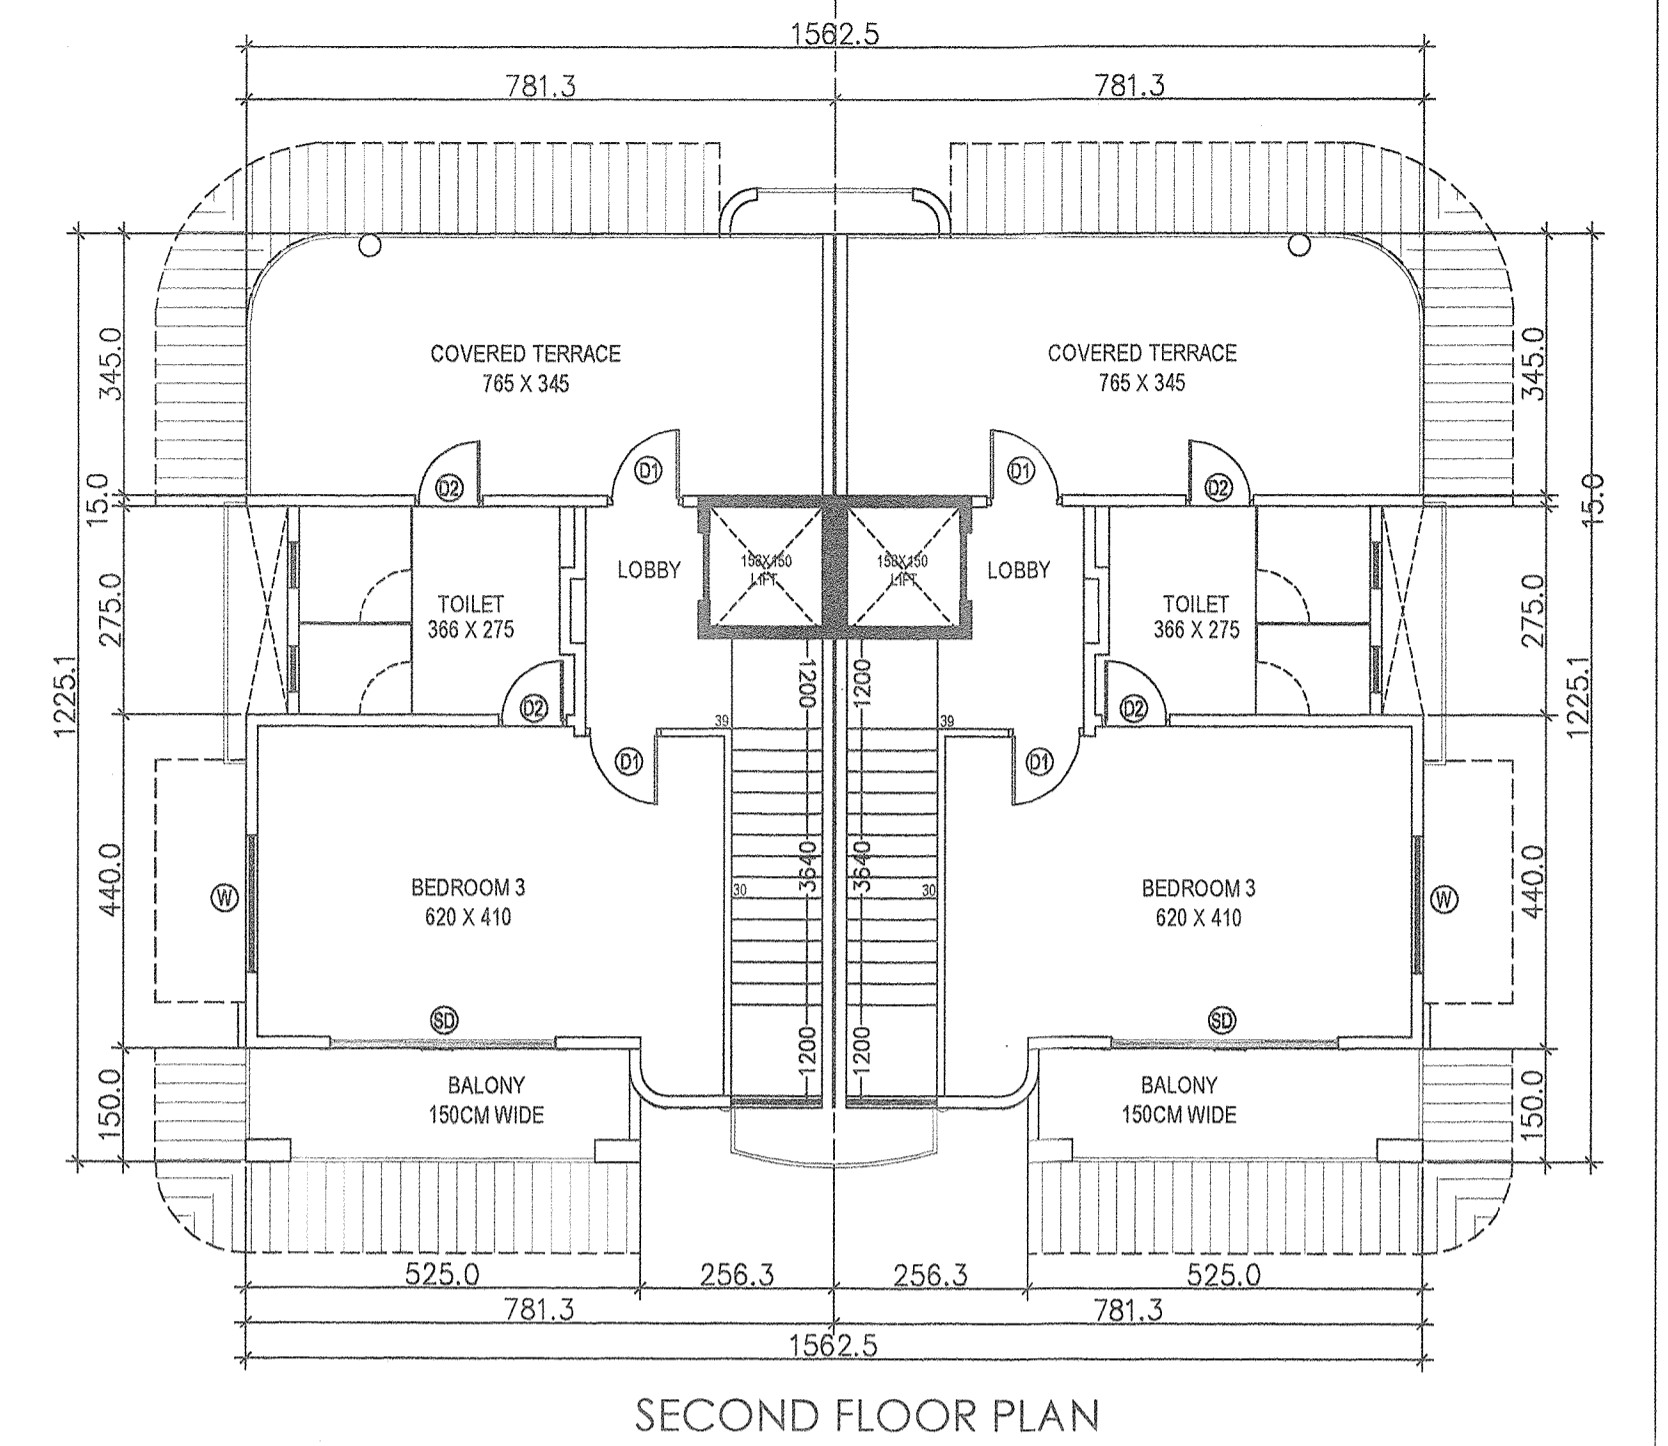 1562.5
781.3 781.3
COVERED TERRACE
765 X 345
COVERED TERRACE
765 X 345
345.0
345.0
D2 D1 D1 D2
15.0
15.0
LOBBY
LIFT
LIFT
LOBBY
TOILET
366 X 275
TOILET
366 X 275
275.0
275.0
1225.1
1225.1
1200
1200
D2 D2
39 39
D1 D1
3640
3640
440.0
440.0
W
BEDROOM 3
620 X 410
30 30
BEDROOM 3
620 X 410
W
SD SD
1200
1200
BALONY
150CM WIDE
BALONY
150CM WIDE
150.0
150.0
525.0 256.3 256.3 525.0
781.3 781.3
1562.5
SECOND FLOOR PLAN